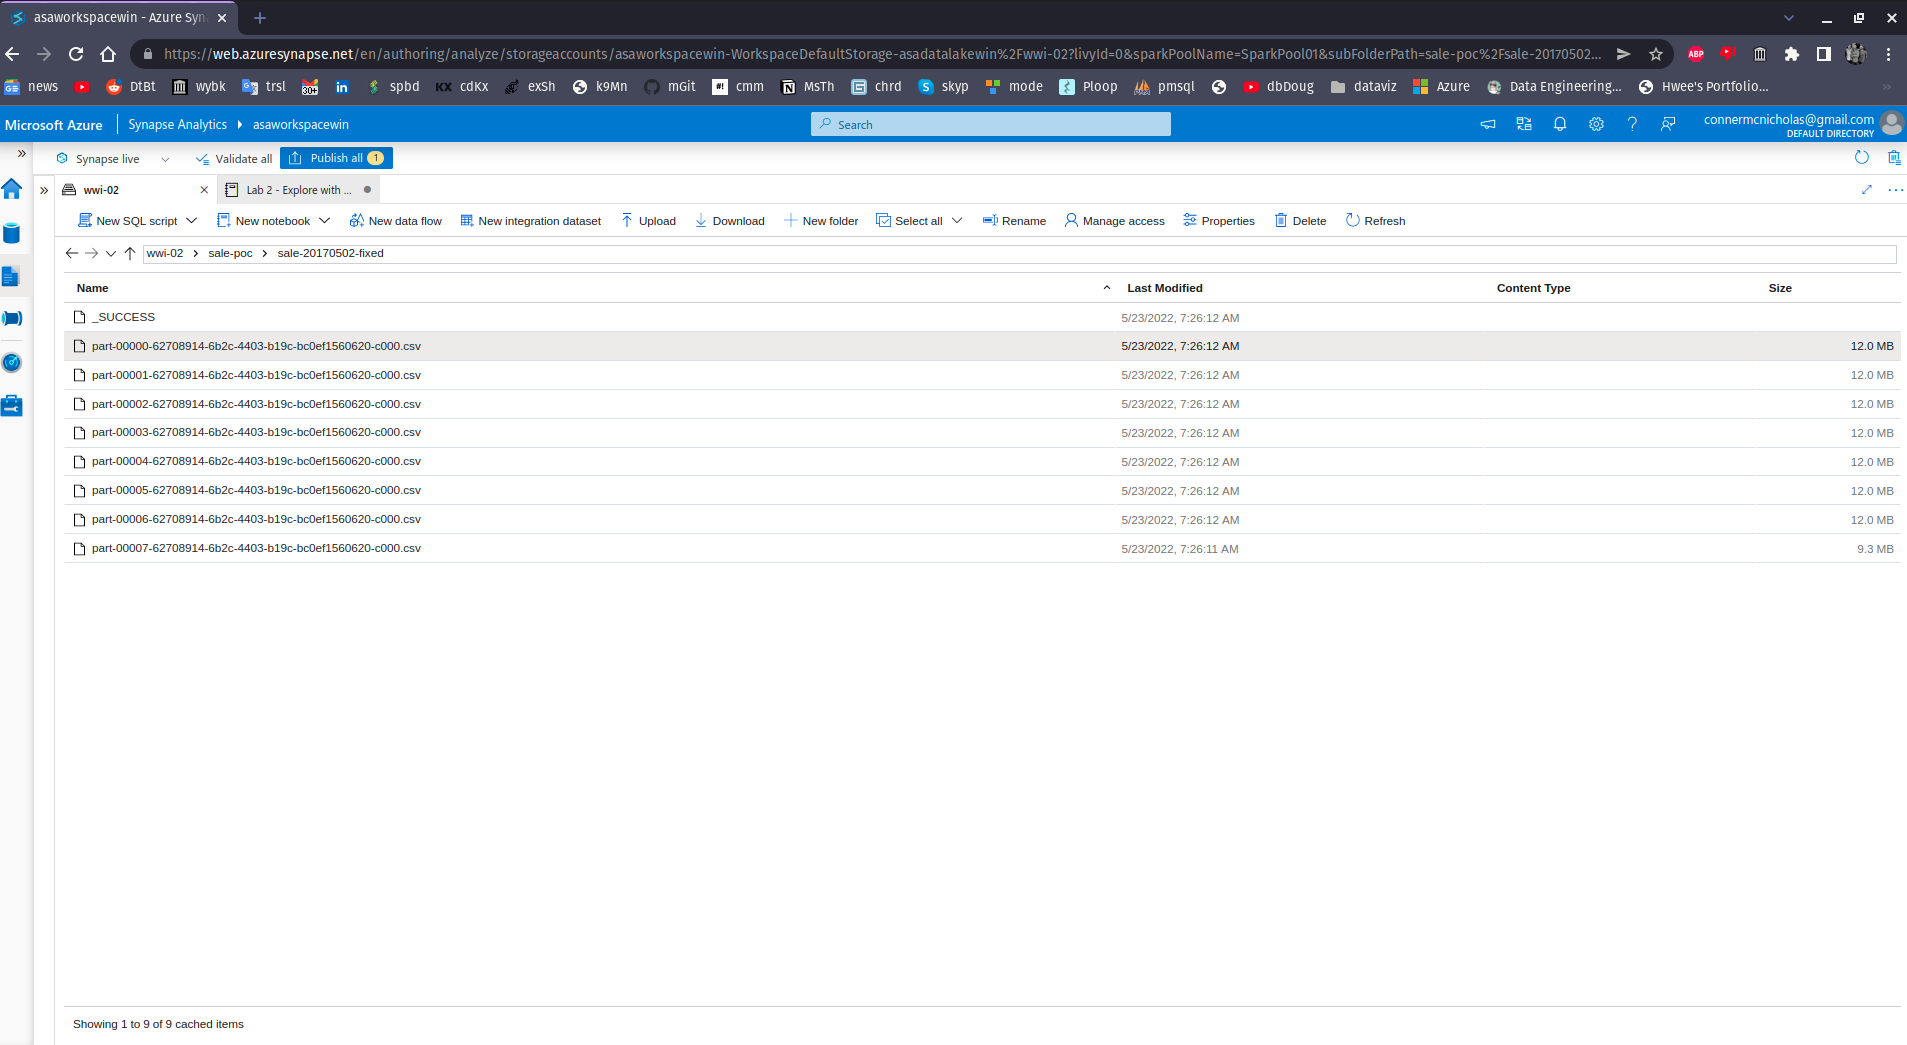 asaworkspacewin - Azure Syn
https://web.azuresynapse.net/en/authoring/analyze/storageaccounts/asaworkspacewin-WorkspaceDefaultStorage-asadatalakewin%2Fwwi-02?livyId=0&sparkPoolName=SparkPool01&subFolderPath=sale-poc%2Fsale-20170502... ABP
news DtBt wybk trsl 30+ spbd cdKx exSh k9Mn mGit cmm MsTh chrd skyp mode Ploop pmsql dbDoug dataviz Azure Data Engineering... Hwee's Portfolio...
Microsoft Azure Synapse Analytics asaworkspacewin Search connermcnicholas@gmail.com
DEFAULT DIRECTORY
Synapse live Validate all Publish all 1
wwi-02 Lab 2 - Explore with ...
New SQL script New notebook New data flow New integration dataset Upload Download New folder Select all Rename Manage access Properties Delete Refresh
wwi-02 sale-poc sale-20170502-fixed
Name Last Modified Content Type Size
_SUCCESS 5/23/2022, 7:26:12 AM
part-00000-62708914-6b2c-4403-b19c-bc0ef1560620-c000.csv 5/23/2022, 7:26:12 AM 12.0 MB
part-00001-62708914-6b2c-4403-b19c-bc0ef1560620-c000.csv 5/23/2022, 7:26:12 AM 12.0 MB
part-00002-62708914-6b2c-4403-b19c-bc0ef1560620-c000.csv 5/23/2022, 7:26:12 AM 12.0 MB
part-00003-62708914-6b2c-4403-b19c-bc0ef1560620-c000.csv 5/23/2022, 7:26:12 AM 12.0 MB
part-00004-62708914-6b2c-4403-b19c-bc0ef1560620-c000.csv 5/23/2022, 7:26:12 AM 12.0 MB
part-00005-62708914-6b2c-4403-b19c-bc0ef1560620-c000.csv 5/23/2022, 7:26:12 AM 12.0 MB
part-00006-62708914-6b2c-4403-b19c-bc0ef1560620-c000.csv 5/23/2022, 7:26:12 AM 12.0 MB
part-00007-62708914-6b2c-4403-b19c-bc0ef1560620-c000.csv 5/23/2022, 7:26:11 AM 9.3 MB
Showing 1 to 9 of 9 cached items